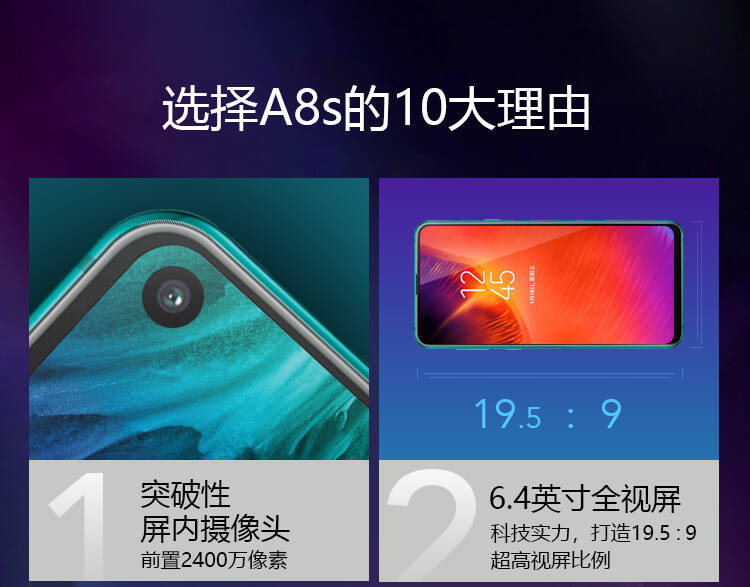 选择A8s的10大理由
12
45
19.5 : 9
1
突破性
屏内摄像头
前置2400万像素
2
6.4英寸全视屏
科技实力，打造19.5 : 9
超高视屏比例